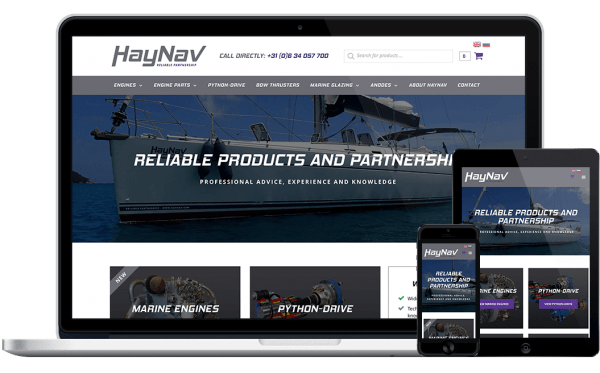 HayNav
RELIABLE PARTNERSHIP
CALL DIRECTLY: +31 (0)6 34 057 700
Search for products...
0
ENGINES
ENGINE PARTS
PYTHON-DRIVE
BOW THRUSTERS
MARINE GLAZING
ANODES
ABOUT HAYNAV
CONTACT
HayNav
RELIABLE PRODUCTS AND PARTNERSHI
PROFESSIONAL ADVICE, EXPERIENCE AND KNOWLEDGE
NEW
MARINE ENGINES
PYTHON-DRIVE
W
Wide
Tech
know
HayNav
RELIABLE PRODUCTS AND
PARTNERSHIP
PROFESSIONAL ADVICE, EXPERIENCE AND KNOWLEDGE
MARINE ENGINES
PYTHON-DRIVE
HayNav
RELIABLE
PRODUCTS AND
PARTNERSHIP
PROFESSIONAL ADVICE,
EXPERIENCE AND KNOWLEDGE